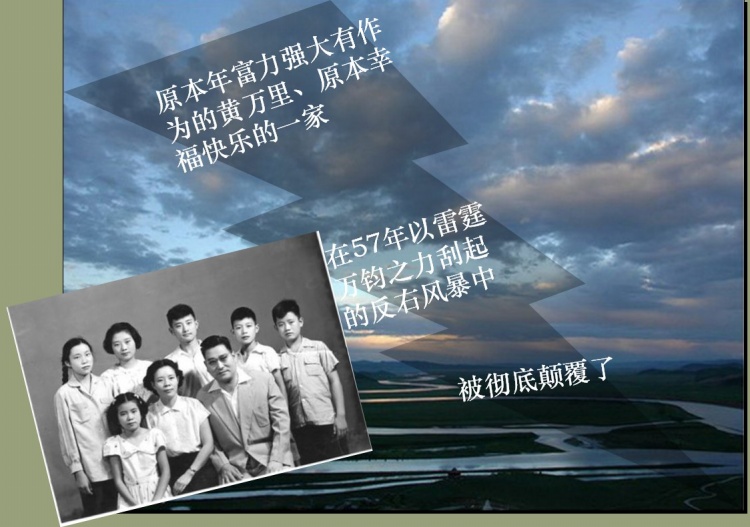 原本年富力强大有作
为的黄万里、原本幸
福快乐的一家
在57年以雷霆
万钧之力刮起
的反右风暴中
被彻底颠覆了